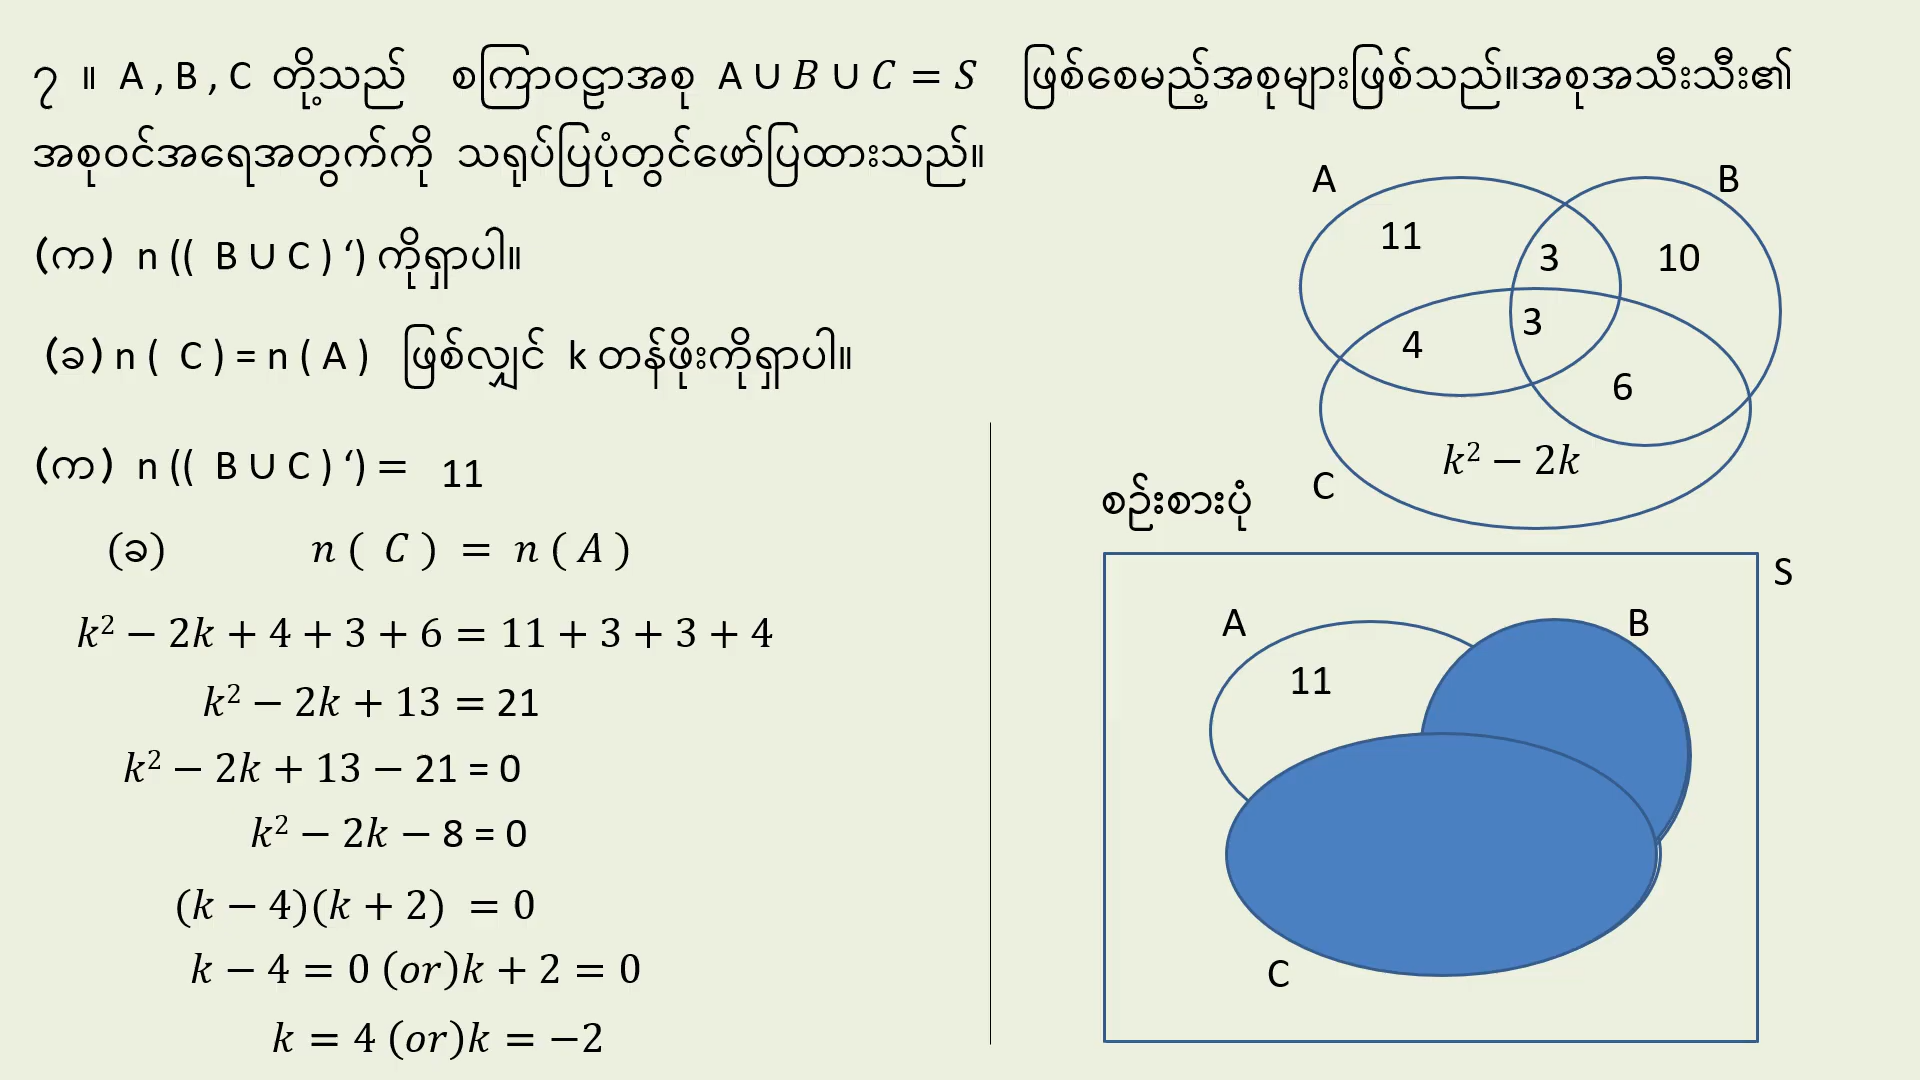 ၇ ။ A , B , C တို့သည် စကြာဝဠာအစု A ∪ B ∪ C = S ဖြစ်စေမည့်အစုများဖြစ်သည်။အစုအသီးသီး၏
အစုဝင်အရေအတွက်ကို သရုပ်ပြပုံတွင်ဖော်ပြထားသည်။
(က) n (( B U C ) ‘) ကိုရှာပါ။
(ခ) n ( C ) = n ( A ) ဖြစ်လျှင် k တန်ဖိုးကိုရှာပါ။
A
B
11
3
10
3
4
6
k² − 2k
C
(က) n (( B U C ) ‘) = 11
(ခ) n ( C ) = n ( A )
k² − 2k + 4 + 3 + 6 = 11 + 3 + 3 + 4
k² − 2k + 13 = 21
k² − 2k + 13 − 21 = 0
k² − 2k − 8 = 0
(k − 4)(k + 2) = 0
k − 4 = 0 (or)k + 2 = 0
k = 4 (or)k = −2
စဉ်းစားပုံ
S
A
B
11
C